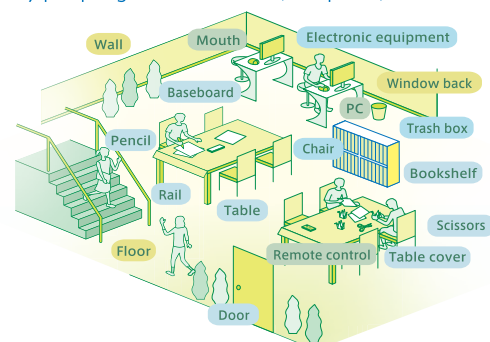 Wall
Mouth
Electronic equipment
Window back
Baseboard
PC
Trash box
Pencil
Chair
Bookshelf
Rail
Table
Scissors
Floor
Remote control
Table cover
Door